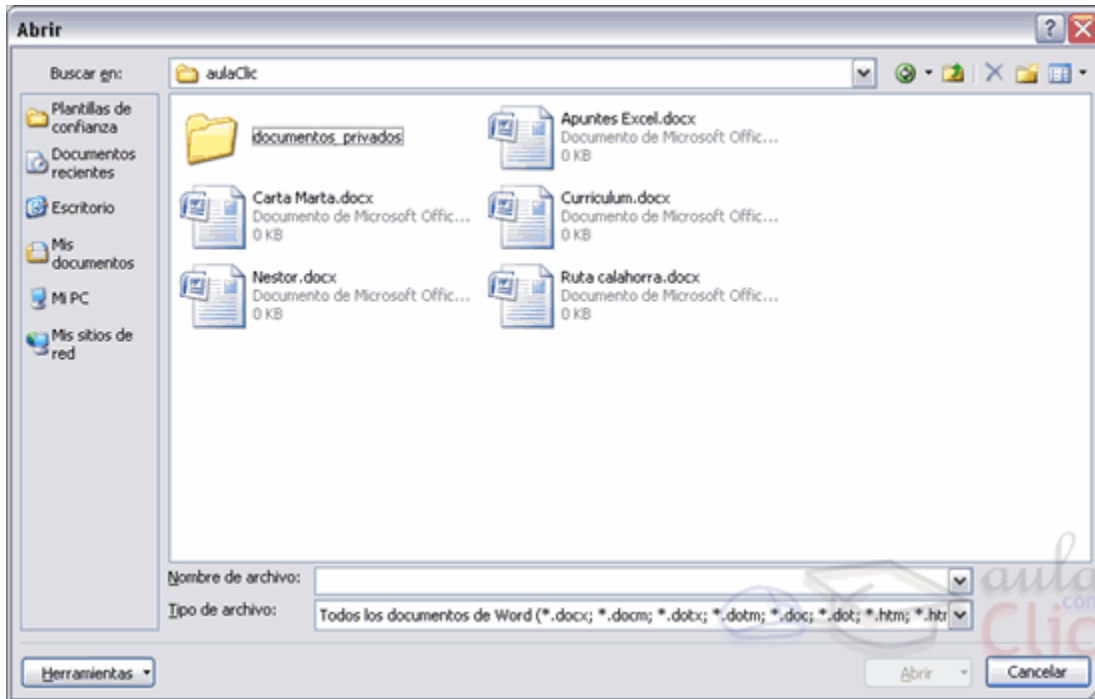 Abrir
Buscar en:
aulaClic
Plantillas de
confianza
Documentos
recientes
Escritorio
Mis
documentos
Mi PC
Mis sitios de
red
documentos_privados
Apuntes Excel.docx
Documento de Microsoft Offic...
0 KB
Carta Marta.docx
Documento de Microsoft Offic...
0 KB
Curriculum.docx
Documento de Microsoft Offic...
0 KB
Nestor.docx
Documento de Microsoft Offic...
0 KB
Ruta calahorra.docx
Documento de Microsoft Offic...
0 KB
Nombre de archivo:
Tipo de archivo:
Todos los documentos de Word (*.docx; *.docm; *.dotx; *.dotm; *.doc; *.dot; *.htm; *.htr
aula
.com
Clic
Herramientas
Abrir
Cancelar